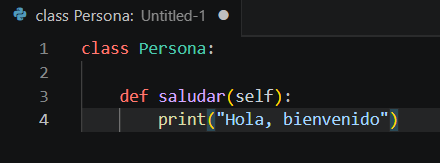 class Persona: Untitled-1
1 class Persona:
2
3     def saludar(self):
4         print("Hola, bienvenido")